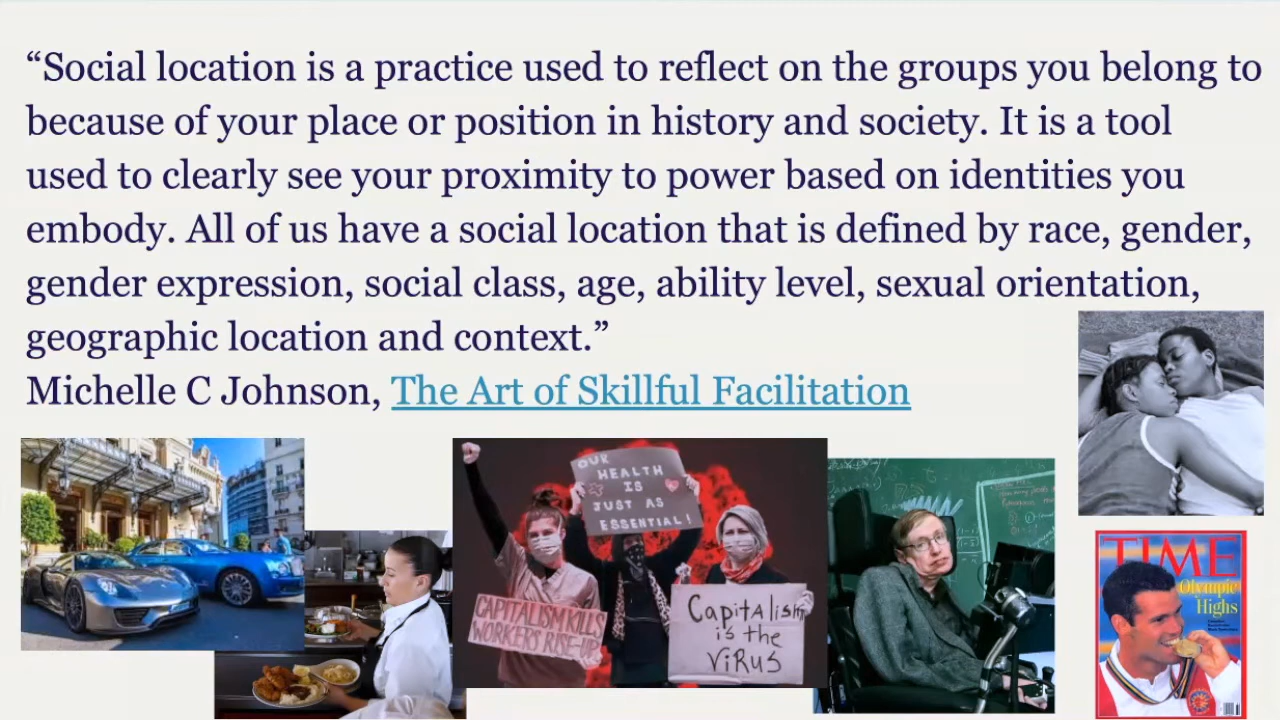 “Social location is a practice used to reflect on the groups you belong to
because of your place or position in history and society. It is a tool
used to clearly see your proximity to power based on identities you
embody. All of us have a social location that is defined by race, gender,
gender expression, social class, age, ability level, sexual orientation,
geographic location and context.”
Michelle C Johnson, The Art of Skillful Facilitation
OUR
HEALTH
IS
JUST AS
ESSENTIAL!
CAPITALISM KILLS
WORKERS RISE-UP
Capitalism
is the
ViRUS
TIME
Olympic
Highs